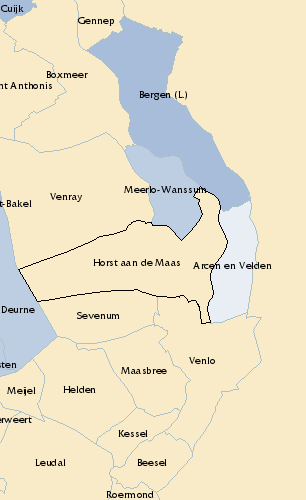 Cuijk
Gennep
Boxmeer
nt Anthonis
Bergen (L.)
Meerlo-Wanssum
Venray
t-Bakel
Horst aan de Maas
Arcen en Velden
Deurne
Sevenum
Venlo
sten
Maasbree
Meijel
Helden
erweert
Kessel
Leudal
Beesel
Roermond